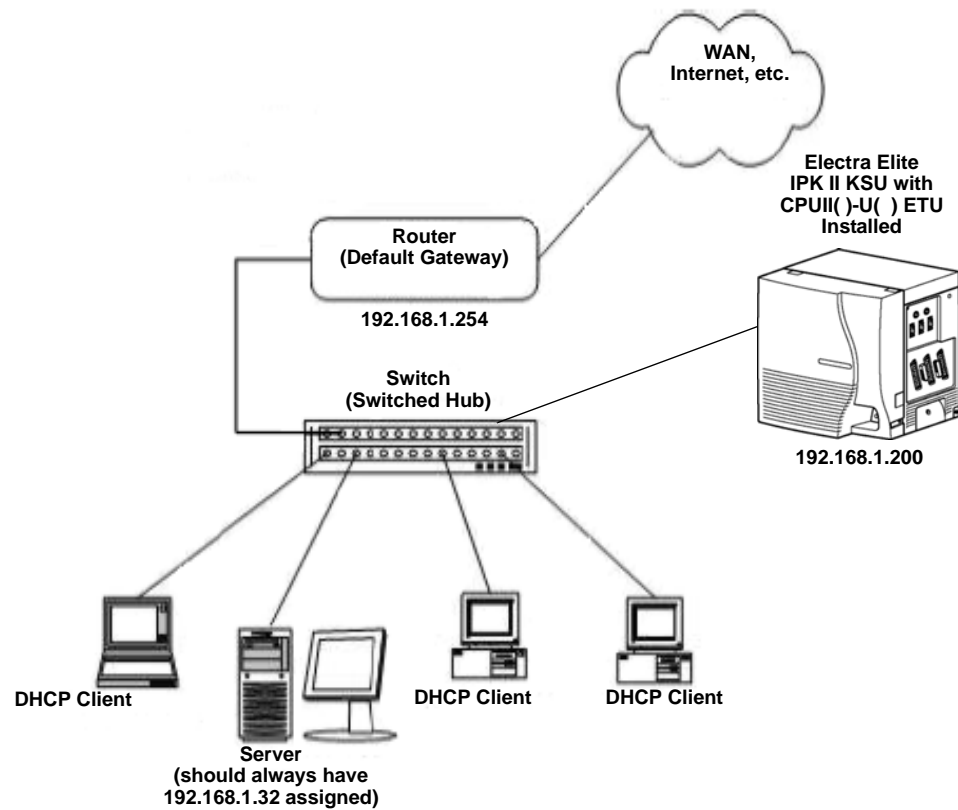 WAN,
Internet, etc.
Electra Elite
IPK II KSU with
CPUII( )-U( ) ETU
Installed
Router
(Default Gateway)
192.168.1.254
Switch
(Switched Hub)
192.168.1.200
DHCP Client
DHCP Client
DHCP Client
Server
(should always have
192.168.1.32 assigned)